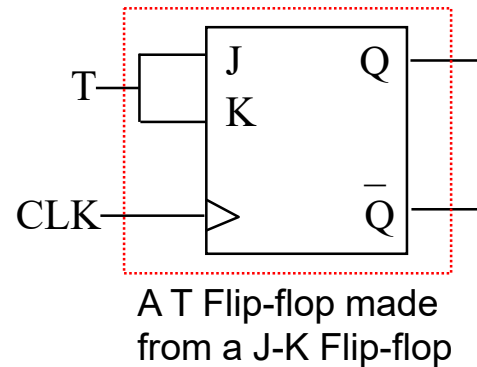 J
Q
T
K
CLK
Q̅
A T Flip-flop made
from a J-K Flip-flop